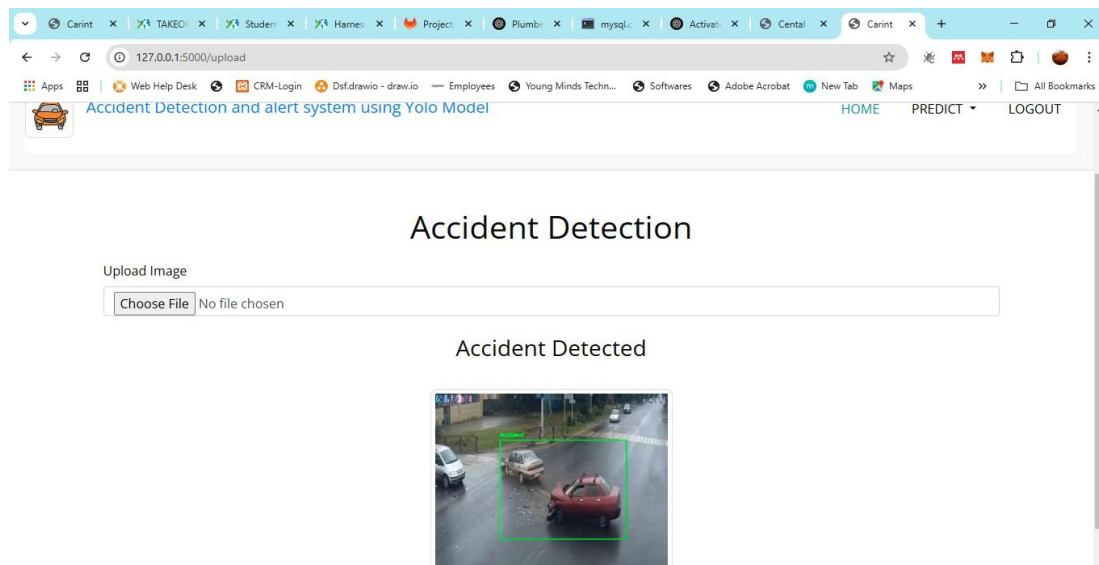 Carint
TAKEO
Studen
Harnes
Project
Plumbe
mysql.c
Activat
Cental
Carint
127.0.0.1:5000/upload
Apps
Web Help Desk
CRM-Login
Dsf.drawio - draw.io
Employees
Young Minds Techn...
Softwares
Adobe Acrobat
New Tab
Maps
»
All Bookmarks
Accident Detection and alert system using Yolo Model
HOME
PREDICT
LOGOUT
Accident Detection
Upload Image
Choose File No file chosen
Accident Detected
Accident